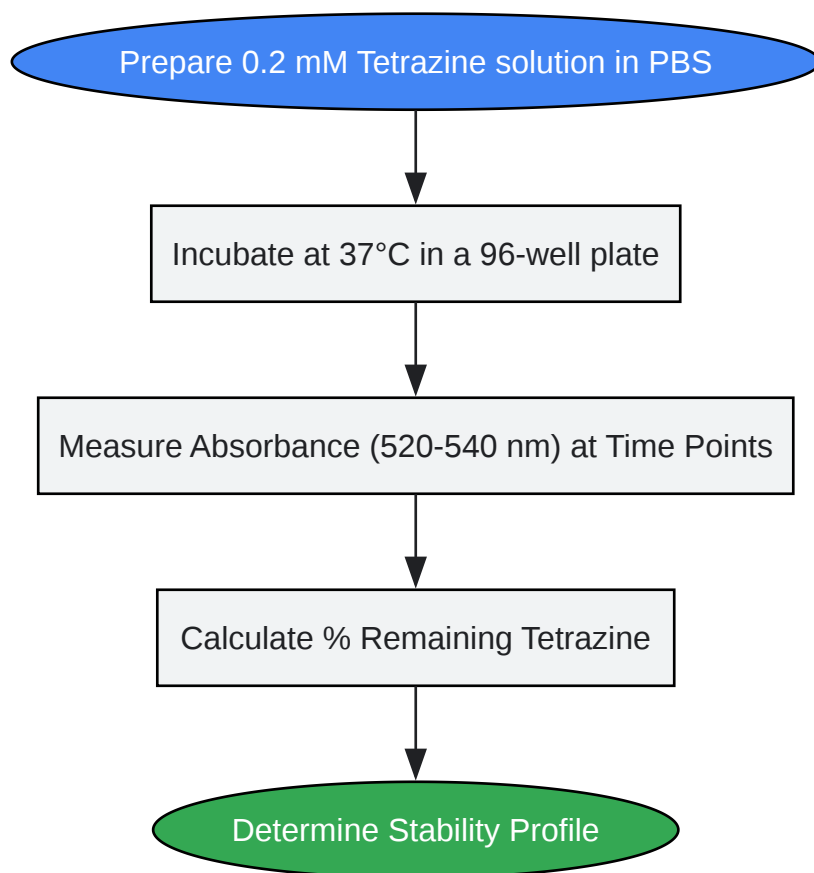 Prepare 0.2 mM Tetrazine solution in PBS
Incubate at 37°C in a 96-well plate
Measure Absorbance (520-540 nm) at Time Points
Calculate % Remaining Tetrazine
Determine Stability Profile